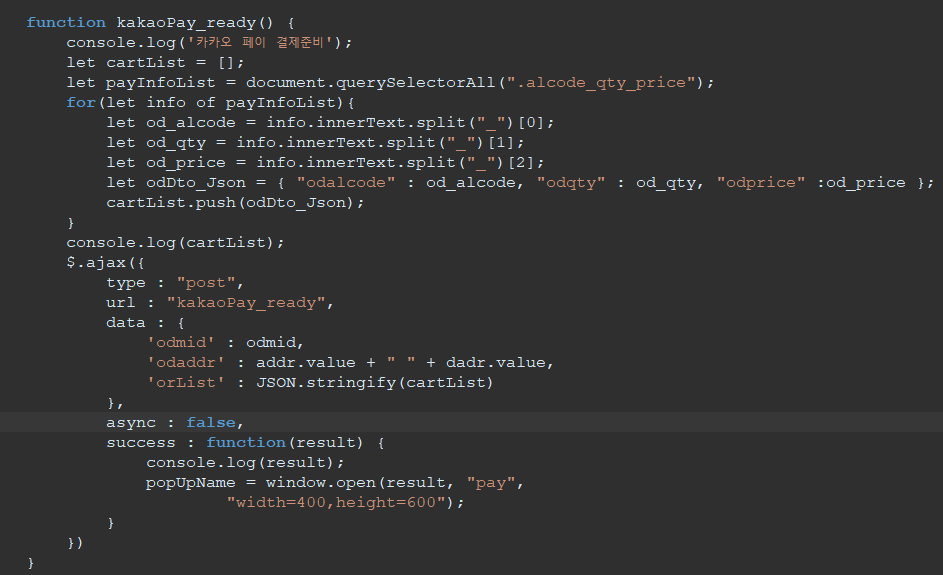 function kakaoPay_ready() {
console.log('카카오 페이 결제준비');
let cartList = [];
let payInfoList = document.querySelectorAll(".alcode_qty_price");
for(let info of payInfoList){
let od_alcode = info.innerText.split("_")[0];
let od_qty = info.innerText.split("_")[1];
let od_price = info.innerText.split("_")[2];
let odDto_Json = { "odalcode" : od_alcode, "odqty" : od_qty, "odprice" :od_price };
cartList.push(odDto_Json);
}
console.log(cartList);
$.ajax({
type : "post",
url : "kakaoPay_ready",
data : {
'odmid' : odmid,
'odaddr' : addr.value + " " + dadr.value,
'orList' : JSON.stringify(cartList)
},
async : false,
success : function(result) {
console.log(result);
popUpName = window.open(result, "pay",
"width=400,height=600");
}
})
}